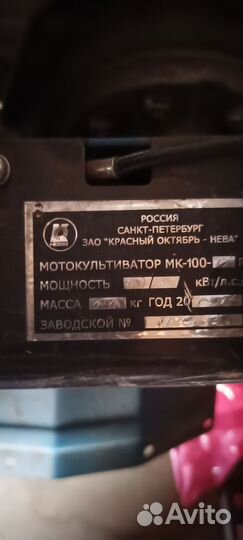 РОССИЯ
САНКТ-ПЕТЕРБУРГ
ЗАО "КРАСНЫЙ ОКТЯБРЬ - НЕВА"
МОТОКУЛЬТИВАТОР МК-100-
МОЩНОСТЬ кВт/л.с.
МАССА кг ГОД 20
ЗАВОДСКОЙ №
Avito